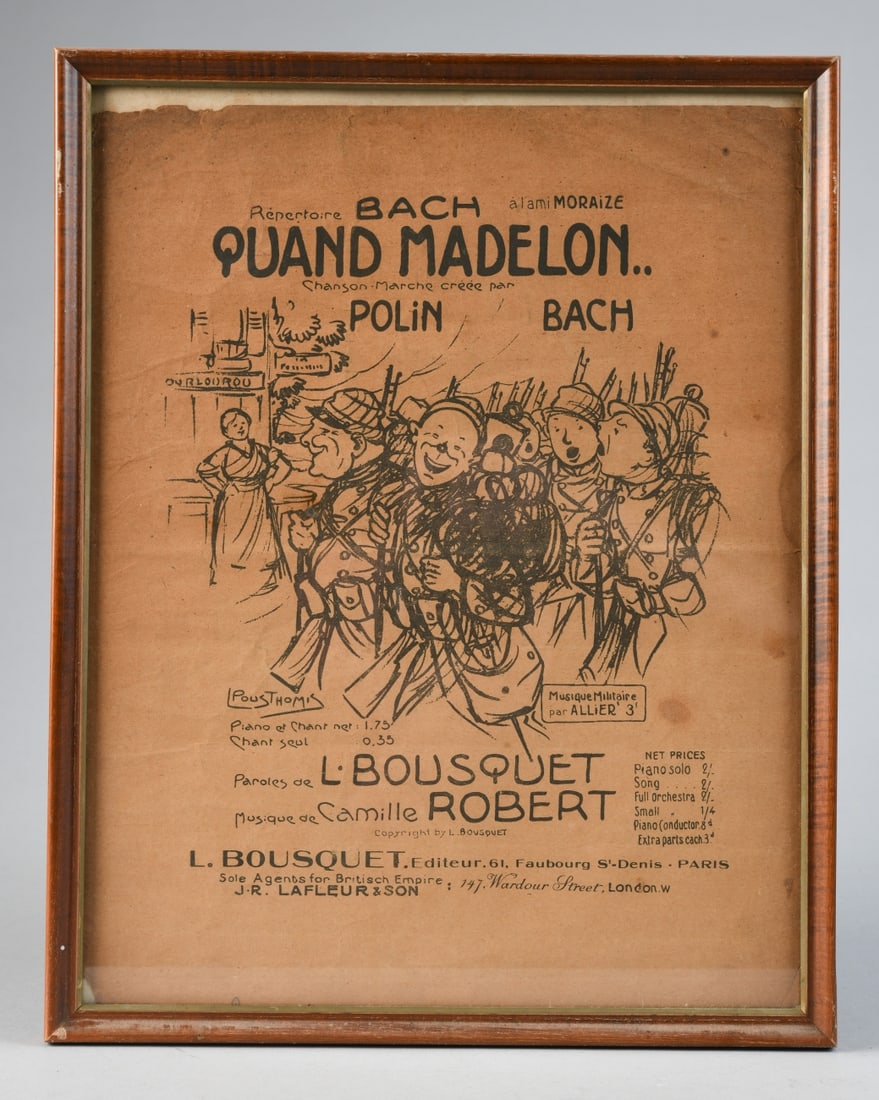 Répertoire BACH à l'ami MORAIZE
QUAND MADELON..
Chanson-Marche créée par
POLIN BACH
OURLOUROU
LA
POUSTHOMIS
Musique Militaire
par ALLIER 3f
Piano et Chant net: 1.75
Chant seul 0.35
Paroles de L. BOUSQUET
Musique de Camille ROBERT
Copyright by L. BOUSQUET
NET PRICES
Piano solo 2/.
Song .... 2/.
Full Orchestra 2/.
Small . 1/4
Piano Conductor 8d
Extra parts each 3d
L. BOUSQUET. Editeur. 61, Faubourg St-Denis - PARIS
Sole Agents for Britisch Empire :
J.R. LAFLEUR & SON 147, Wardour Street, London.W